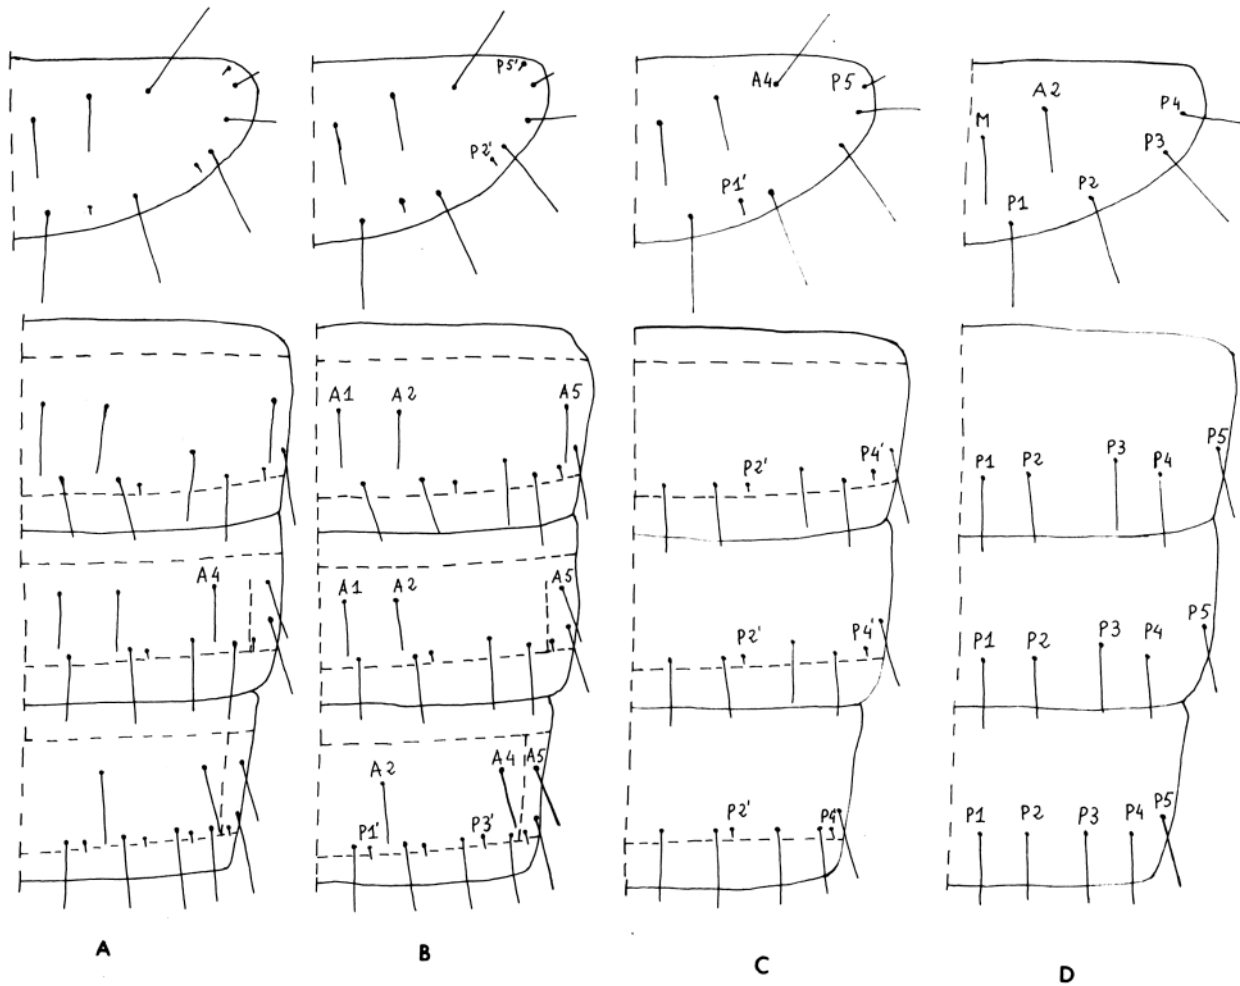 P5' A4 P5 A2 P4
M P3
P2' P1' P2
P1
A1 A2 A5 P5
P2' P4' P1 P2 P3 P4
A4 A1 A2 A5
P2' P4' P1 P2 P3 P4 P5
A2 A4 A5
P1' P3' P2' P4 P1 P2 P3 P4 P5
A B C D